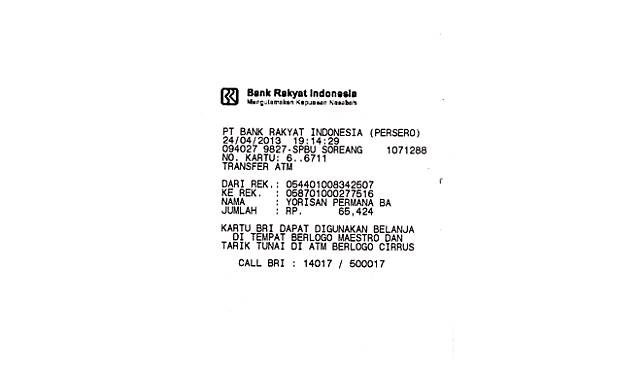 Bank Rakyat Indonesia
Mengutamakan Kepuasan Nasabah
PT BANK RAKYAT INDONESIA (PERSERO)
24/04/2013 19:14:29
094027 9827-SPBU SOREANG 1071288
NO. KARTU: 6..6711
TRANSFER ATM
DARI REK.: 054401008342507
KE REK. : 058701000277516
NAMA : YORISAN PERMANA BA
JUMLAH : RP. 65,424
KARTU BRI DAPAT DIGUNAKAN BELANJA
DI TEMPAT BERLOGO MAESTRO DAN
TARIK TUNAI DI ATM BERLOGO CIRRUS
CALL BRI : 14017 / 500017